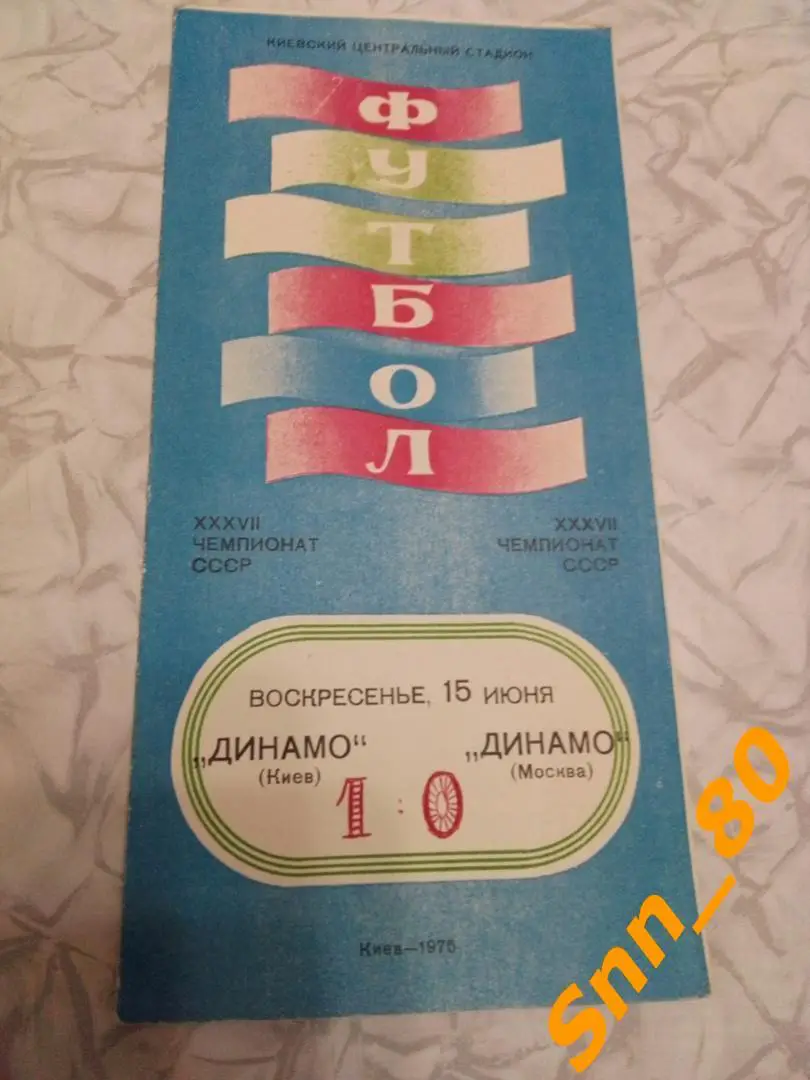 КИЕВСКИЙ ЦЕНТРАЛЬНЫЙ СТАДИОН
Ф
У
Т
Б
О
Л
XXXVII
ЧЕМПИОНАТ
СССР
XXXVII
ЧЕМПИОНАТ
СССР
ВОСКРЕСЕНЬЕ, 15 ИЮНЯ
„ДИНАМО“
(Киев)
„ДИНАМО“
(Москва)
1 : 0
Киев—1975
Snn_80